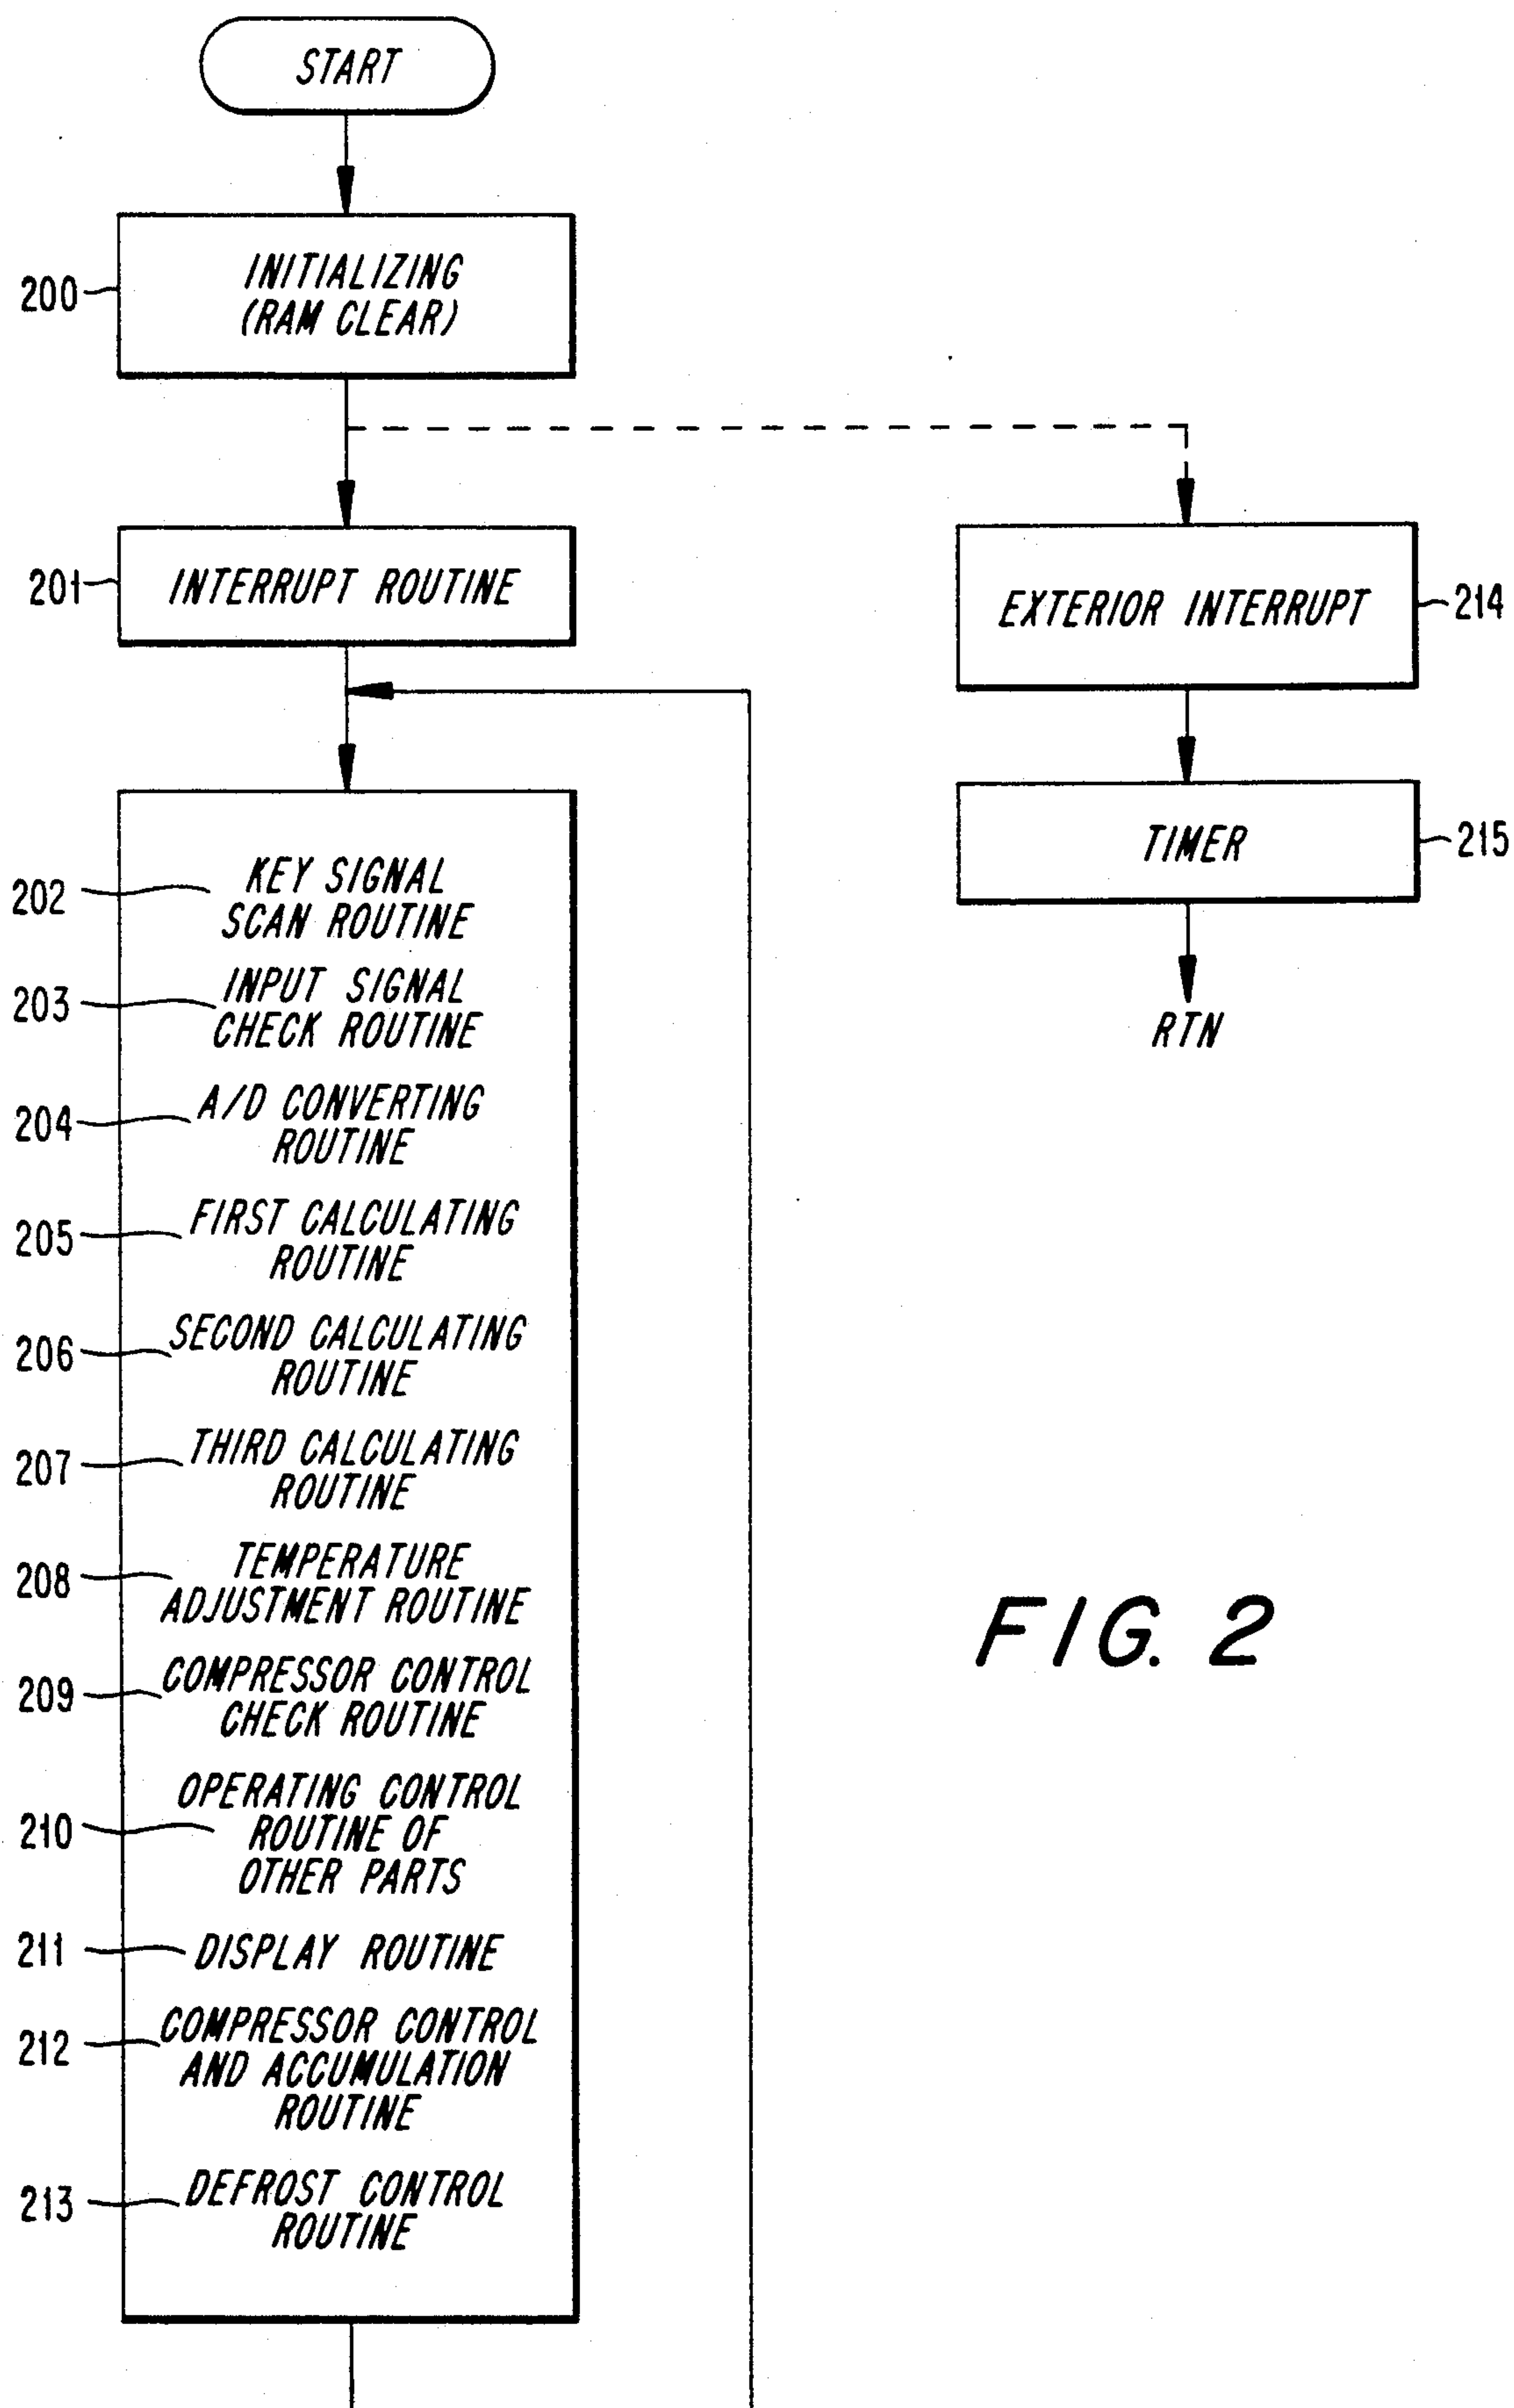 START
200
INITIALIZING
(RAM CLEAR)
201
INTERRUPT ROUTINE
EXTERIOR INTERRUPT
214
TIMER
215
RTN
202
KEY SIGNAL
SCAN ROUTINE
203
INPUT SIGNAL
CHECK ROUTINE
204
A/D CONVERTING
ROUTINE
205
FIRST CALCULATING
ROUTINE
206
SECOND CALCULATING
ROUTINE
207
THIRD CALCULATING
ROUTINE
208
TEMPERATURE
ADJUSTMENT ROUTINE
209
COMPRESSOR CONTROL
CHECK ROUTINE
210
OPERATING CONTROL
ROUTINE OF
OTHER PARTS
211
DISPLAY ROUTINE
212
COMPRESSOR CONTROL
AND ACCUMULATION
ROUTINE
213
DEFROST CONTROL
ROUTINE
FIG. 2